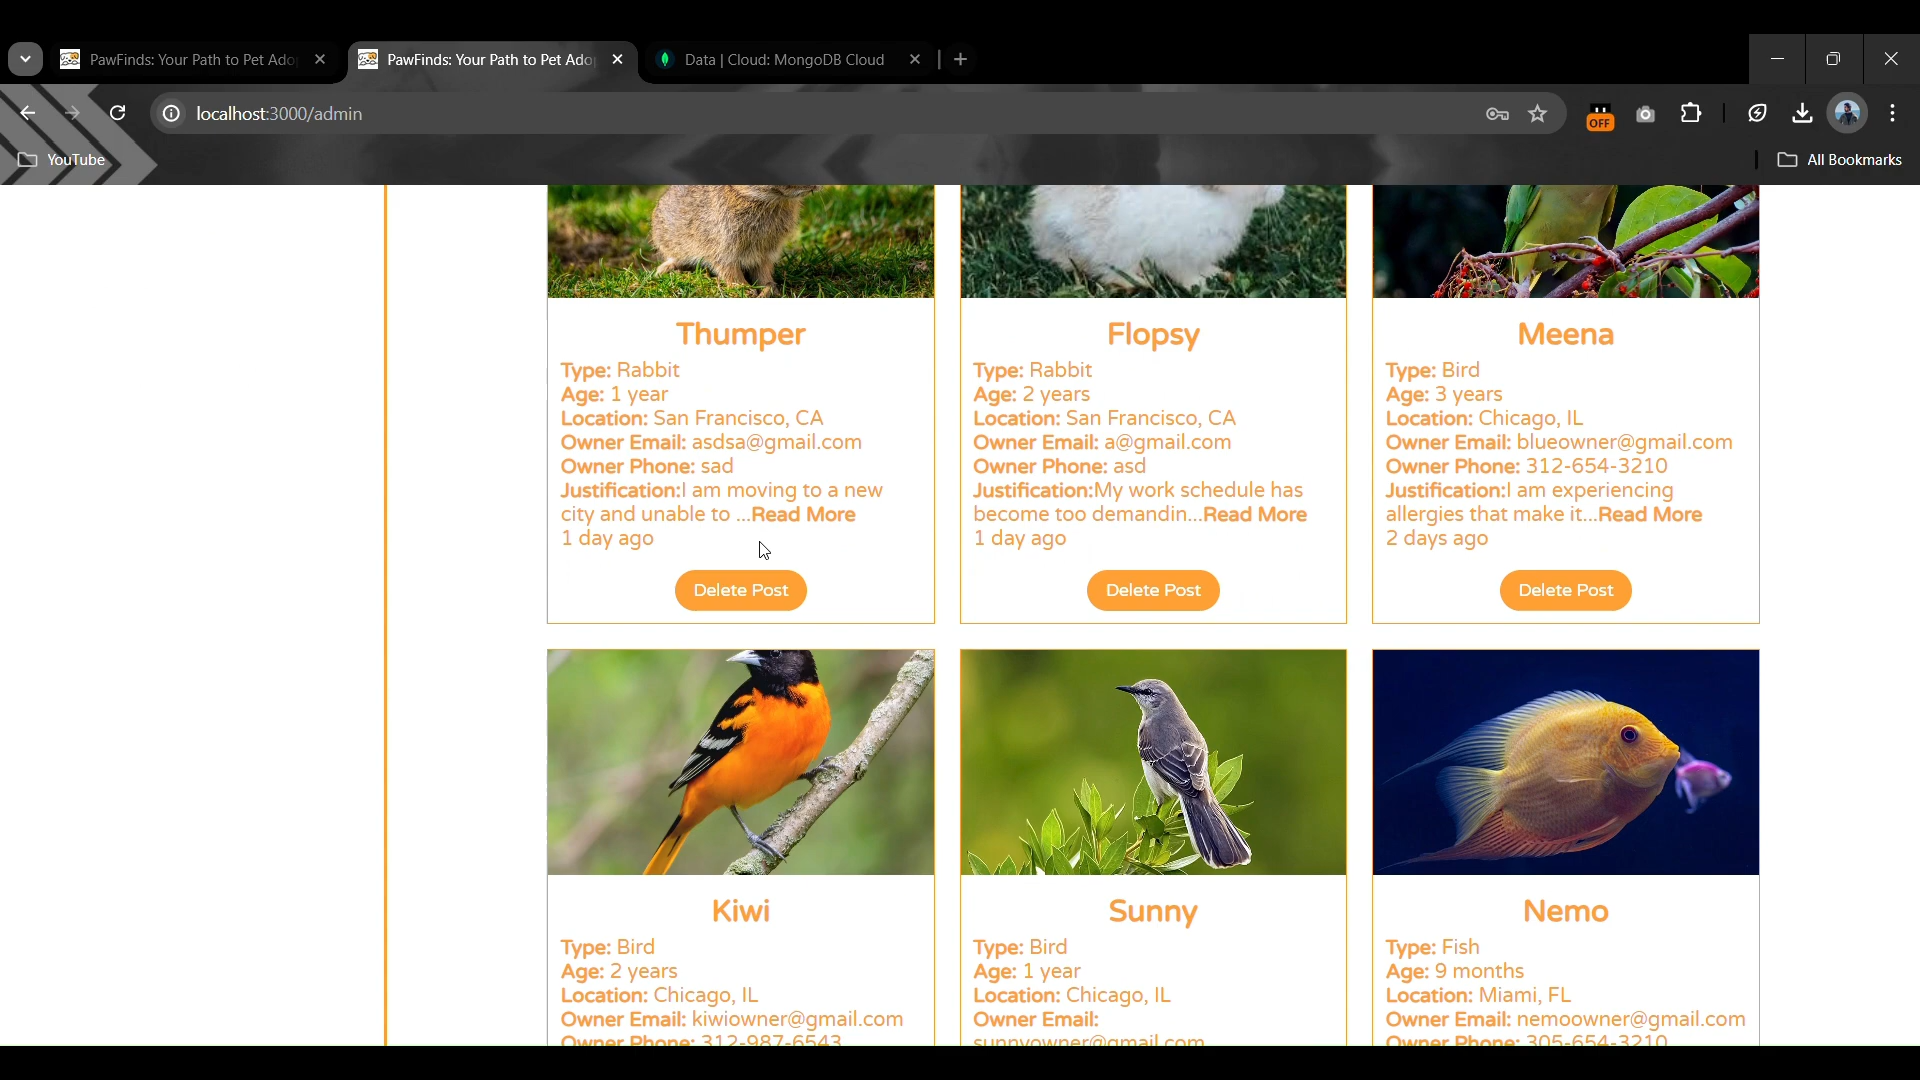 PawFinds: Your Path to Pet Ado
PawFinds: Your Path to Pet Ado
Data | Cloud: MongoDB Cloud
localhost:3000/admin
OFF
YouTube
All Bookmarks
Thumper
Type: Rabbit
Age: 1 year
Location: San Francisco, CA
Owner Email: asdsa@gmail.com
Owner Phone: sad
Justification:I am moving to a new
city and unable to ...Read More
1 day ago
Delete Post
Flopsy
Type: Rabbit
Age: 2 years
Location: San Francisco, CA
Owner Email: a@gmail.com
Owner Phone: asd
Justification:My work schedule has
become too demandin...Read More
1 day ago
Delete Post
Meena
Type: Bird
Age: 3 years
Location: Chicago, IL
Owner Email: blueowner@gmail.com
Owner Phone: 312-654-3210
Justification:I am experiencing
allergies that make it...Read More
2 days ago
Delete Post
Kiwi
Type: Bird
Age: 2 years
Location: Chicago, IL
Owner Email: kiwiowner@gmail.com
Owner Phone: 312-987-6543
Sunny
Type: Bird
Age: 1 year
Location: Chicago, IL
Owner Email:
sunnyowner@gmail.com
Nemo
Type: Fish
Age: 9 months
Location: Miami, FL
Owner Email: nemoowner@gmail.com
Owner Phone: 305-654-3210